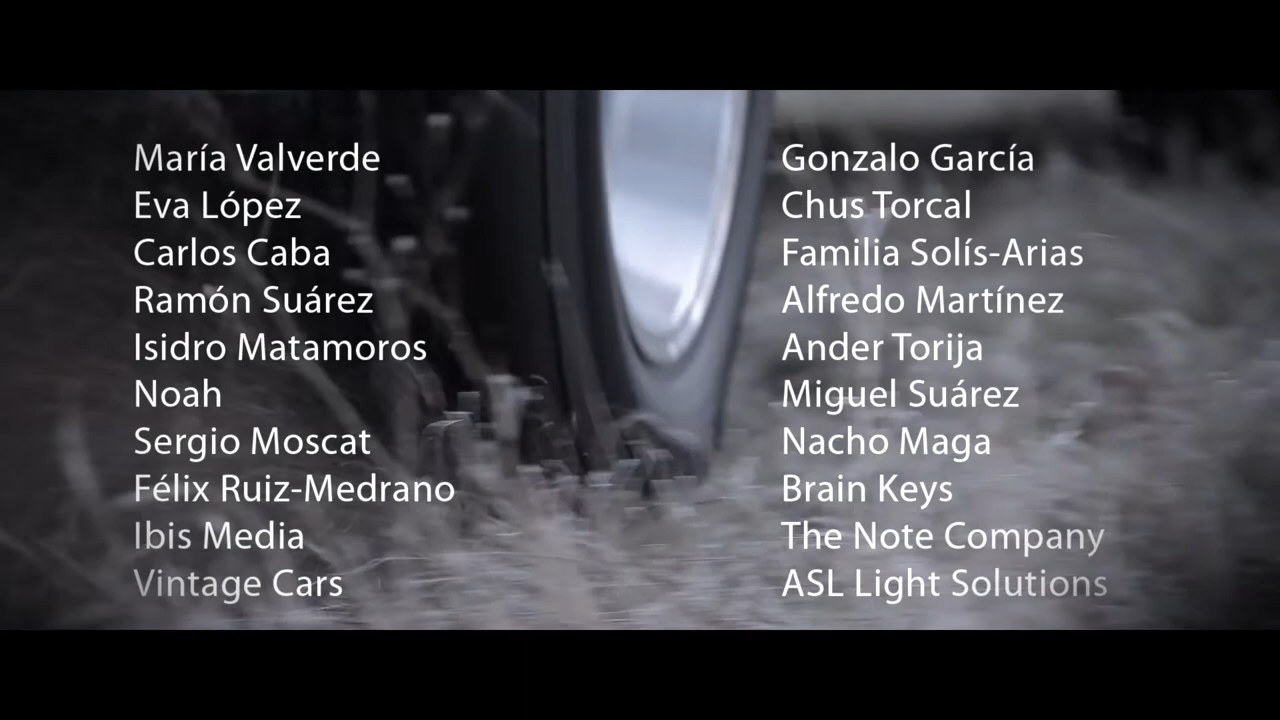 María Valverde
Eva López
Carlos Caba
Ramón Suárez
Isidro Matamoros
Noah
Sergio Moscat
Félix Ruiz-Medrano
Ibis Media
Vintage Cars
Gonzalo García
Chus Torcal
Familia Solís-Arias
Alfredo Martínez
Ander Torija
Miguel Suárez
Nacho Maga
Brain Keys
The Note Company
ASL Light Solutions